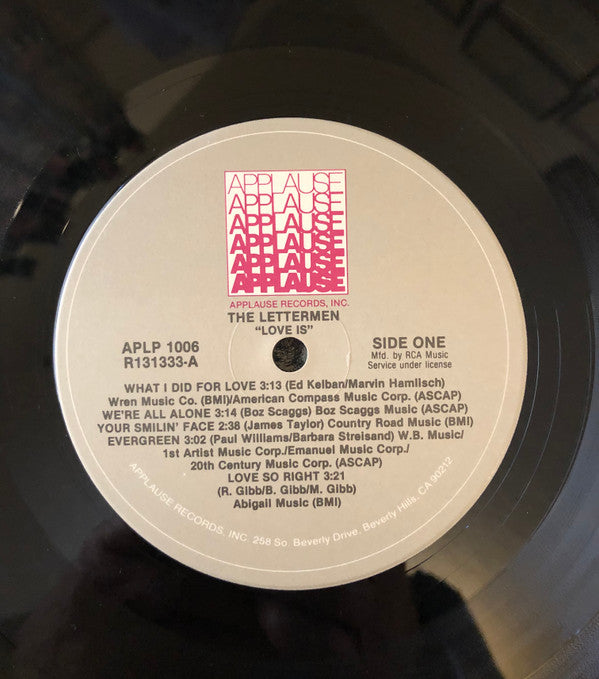 APPLAUSE
APPLAUSE
APPLAUSE
APPLAUSE
APPLAUSE
APPLAUSE
APPLAUSE RECORDS, INC.
THE LETTERMEN
"LOVE IS"
APLP 1006
R131333-A
SIDE ONE
Mfd. by RCA Music
Service under license
WHAT I DID FOR LOVE 3:13 (Ed Kelban/Marvin Hamlisch)
Wren Music Co. (BMI)/American Compass Music Corp. (ASCAP)
WE'RE ALL ALONE 3:14 (Boz Scaggs) Boz Scaggs Music (ASCAP)
YOUR SMILIN' FACE 2:38 (James Taylor) Country Road Music (BMI)
EVERGREEN 3:02 (Paul Williams/Barbara Streisand) W.B. Music/
1st Artist Music Corp./Emanuel Music Corp./
20th Century Music Corp. (ASCAP)
LOVE SO RIGHT 3:21
(R. Gibb/B. Gibb/M. Gibb)
Abigail Music (BMI)
APPLAUSE RECORDS, INC. 258 So. Beverly Drive, Beverly Hills, CA 90212